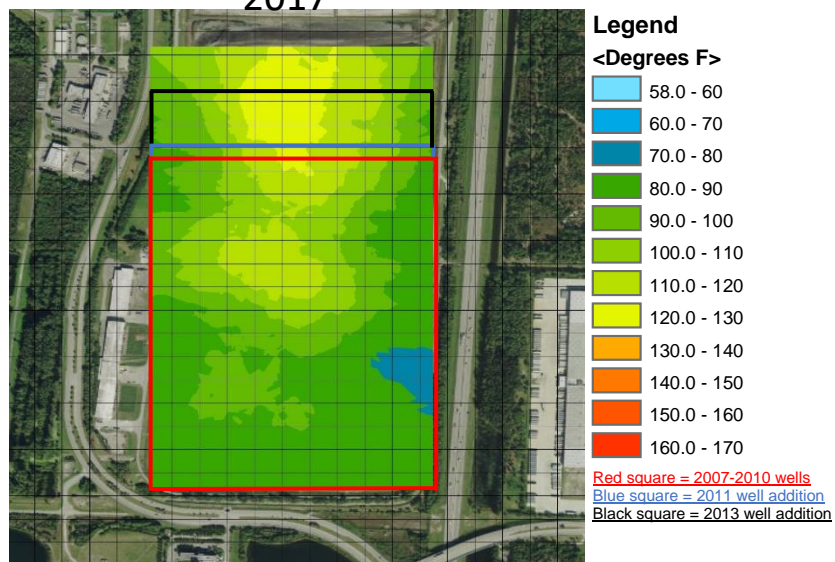 2017
Legend
<Degrees F>
58.0 - 60
60.0 - 70
70.0 - 80
80.0 - 90
90.0 - 100
100.0 - 110
110.0 - 120
120.0 - 130
130.0 - 140
140.0 - 150
150.0 - 160
160.0 - 170
Red square = 2007-2010 wells
Blue square = 2011 well addition
Black square = 2013 well addition